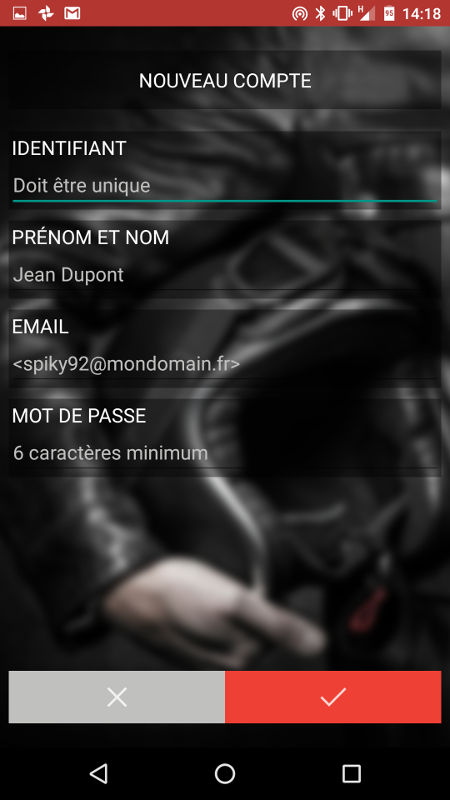 H
95
14:18
NOUVEAU COMPTE
IDENTIFIANT
Doit être unique
PRÉNOM ET NOM
Jean Dupont
EMAIL
<spiky92@mondomain.fr>
MOT DE PASSE
6 caractères minimum